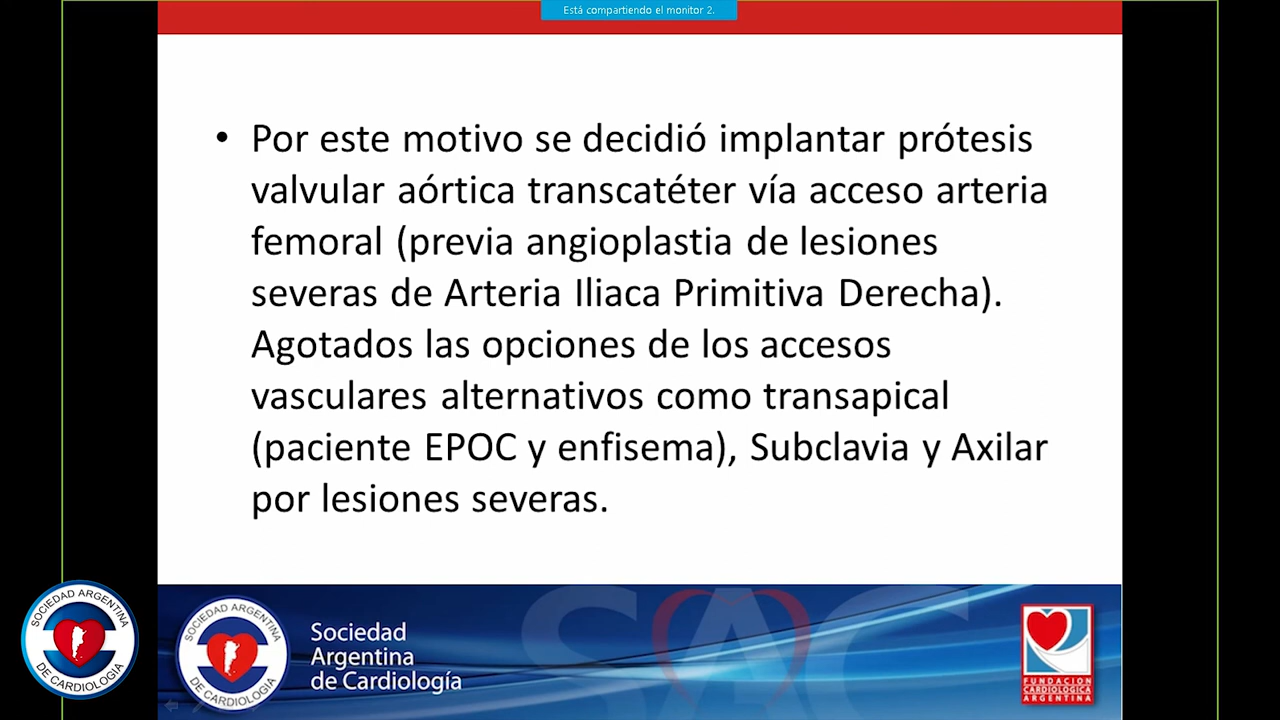 Está compartiendo el monitor 2.
• Por este motivo se decidió implantar prótesis
valvular aórtica transcatéter vía acceso arteria
femoral (previa angioplastia de lesiones
severas de Arteria Iliaca Primitiva Derecha).
Agotados las opciones de los accesos
vasculares alternativos como transapical
(paciente EPOC y enfisema), Subclavia y Axilar
por lesiones severas.
SOCIEDAD ARGENTINA
DE CARDIOLOGÍA
SOCIEDAD ARGENTINA
DE CARDIOLOGÍA
Sociedad
Argentina
de Cardiología
SAC
FUNDACION
CARDIOLOGICA
ARGENTINA